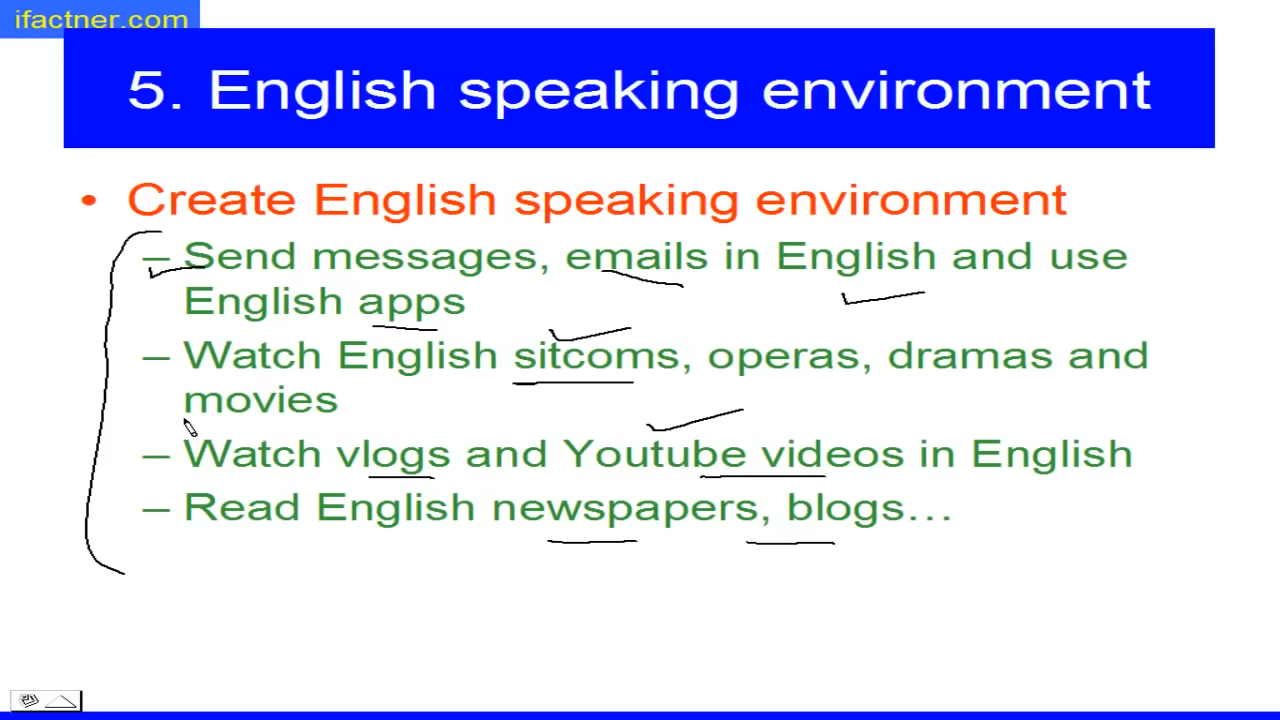 ifactner.com
5. English speaking environment
• Create English speaking environment
– Send messages, emails in English and use
English apps
– Watch English sitcoms, operas, dramas and
movies
– Watch vlogs and Youtube videos in English
– Read English newspapers, blogs…